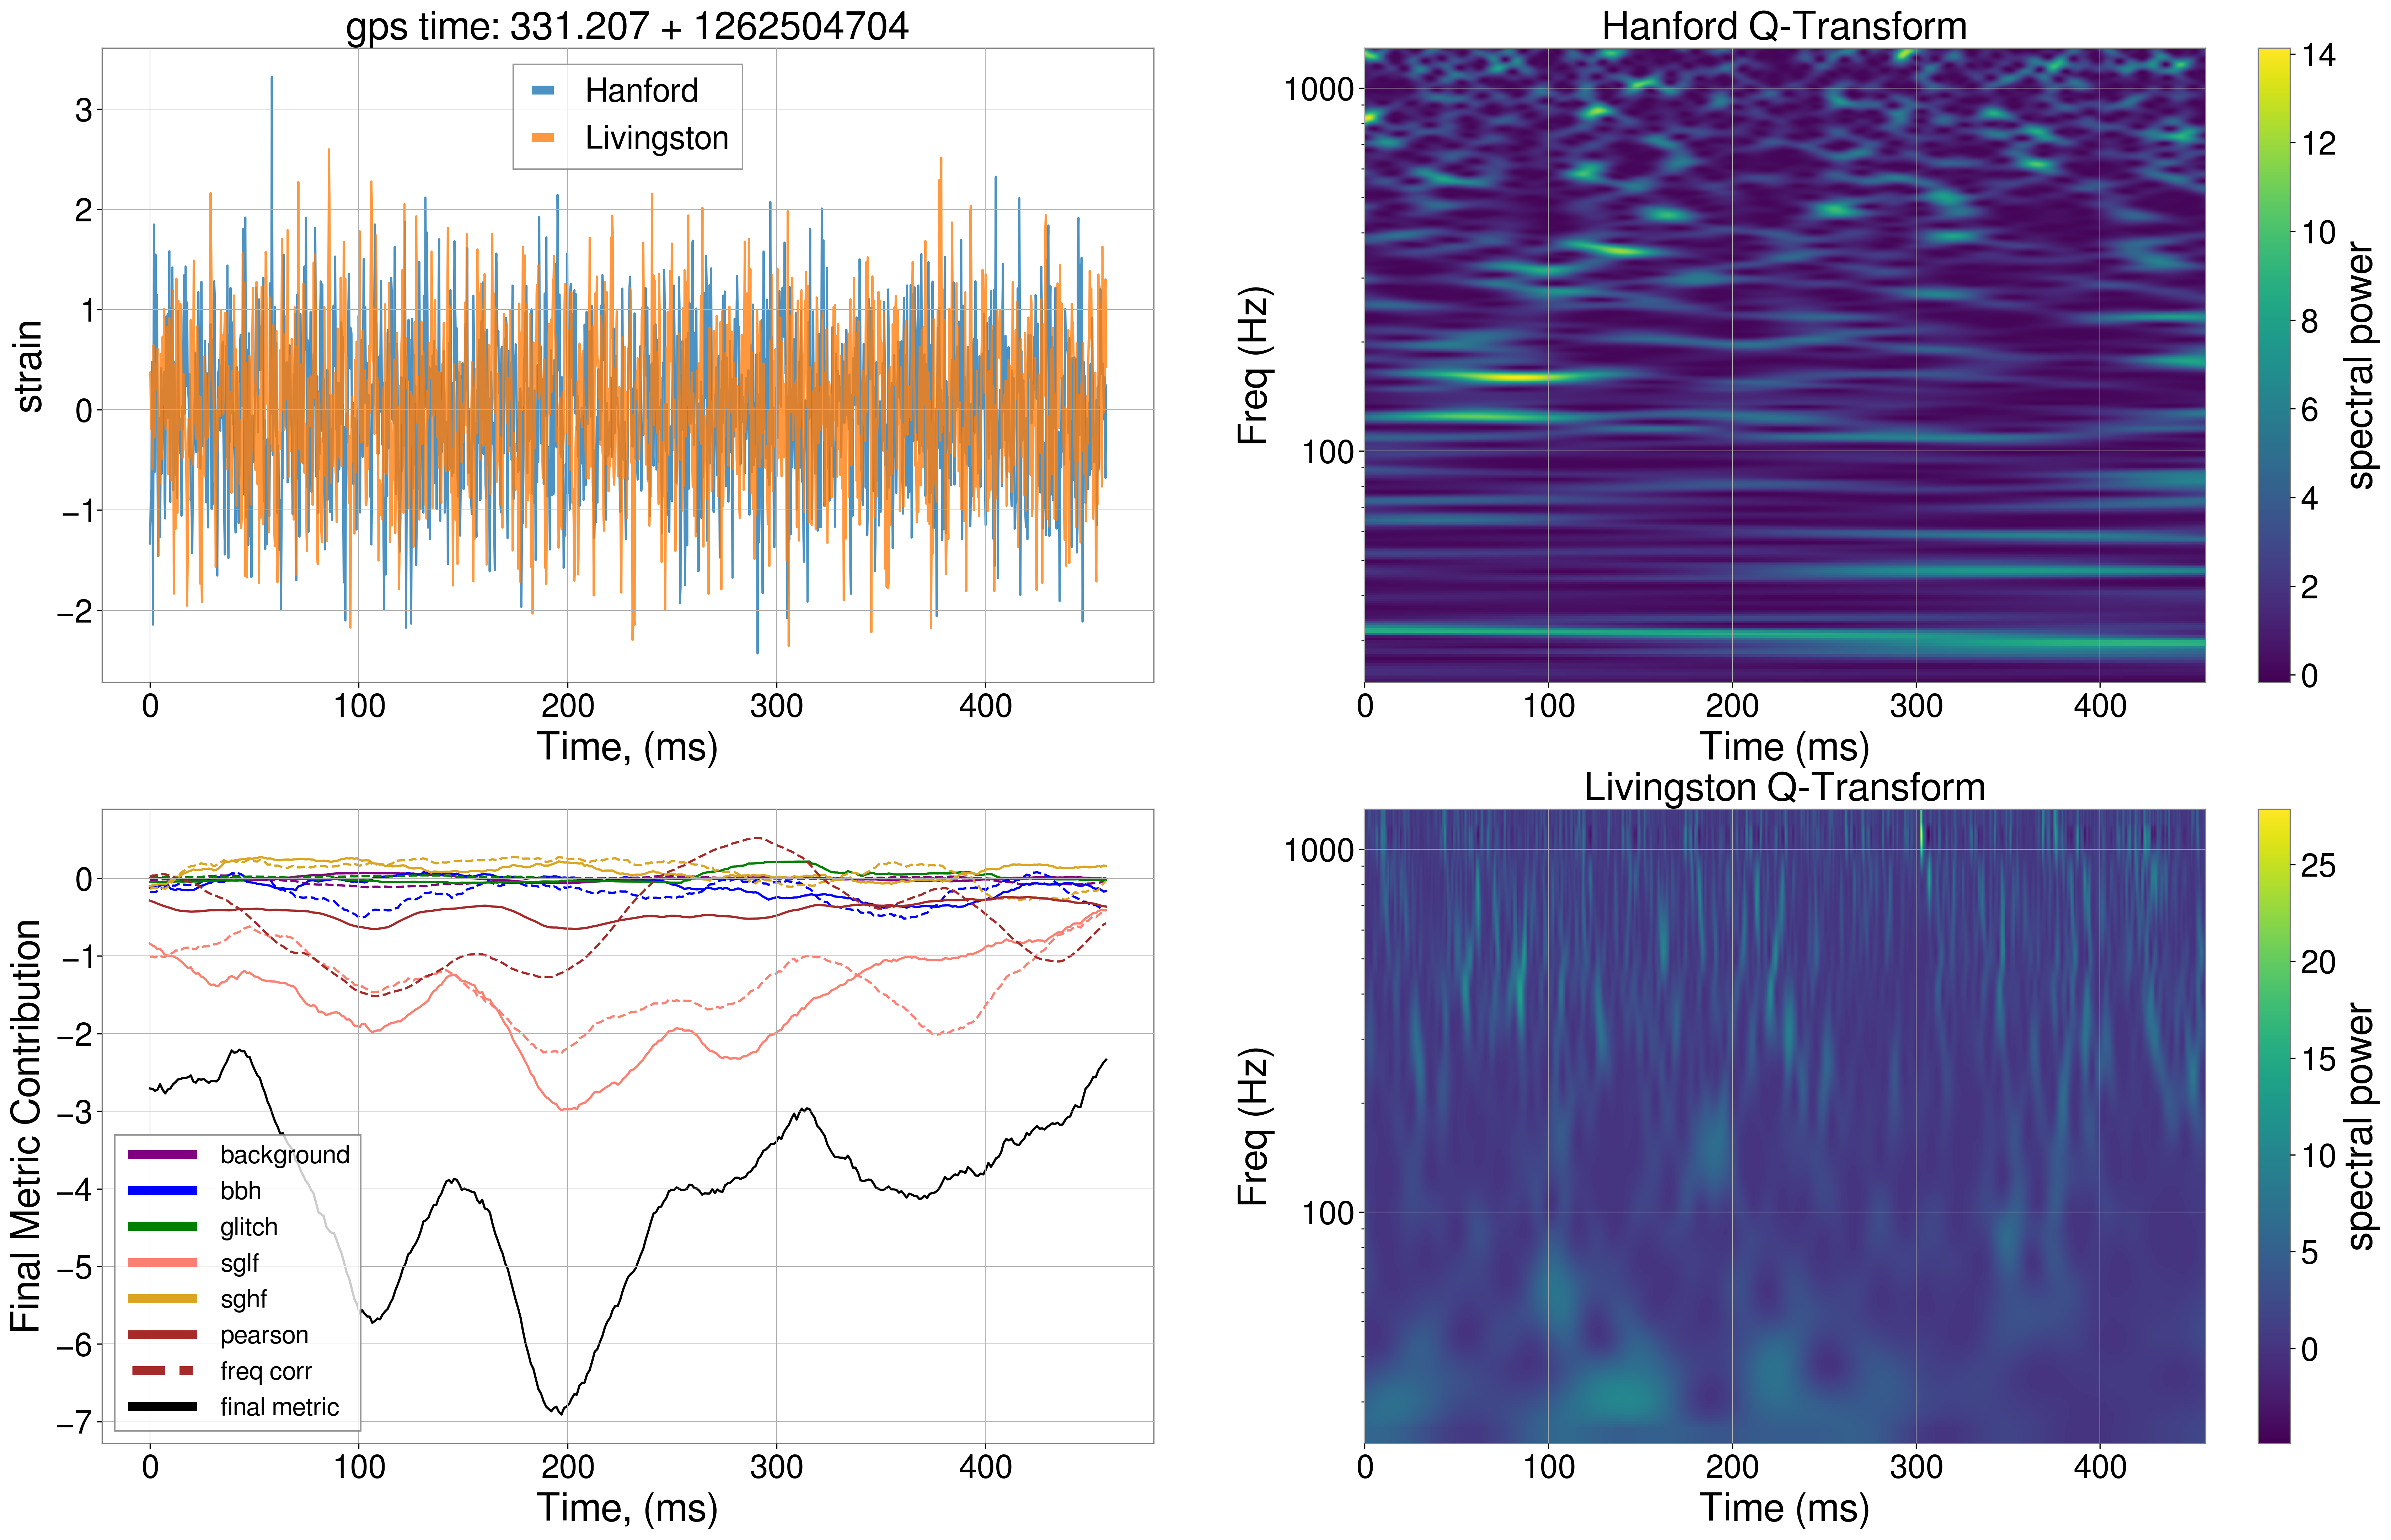 gps time: 331.207 + 1262504704
strain
3
2
1
0
−1
−2
Hanford
Livingston
0 100 200 300 400
Time, (ms)
Hanford Q-Transform
Freq (Hz)
1000
100
0 100 200 300 400
Time (ms)
14
12
10
8
6
4
2
0
spectral power
Final Metric Contribution
0
−1
−2
−3
−4
−5
−6
−7
background
bbh
glitch
sglf
sghf
pearson
freq corr
final metric
0 100 200 300 400
Time, (ms)
Livingston Q-Transform
Freq (Hz)
1000
100
0 100 200 300 400
Time (ms)
25
20
15
10
5
0
spectral power